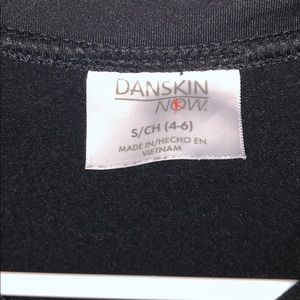 DANSKIN
NOW.
S/CH (4-6)
MADE IN/HECHO EN
VIETNAM